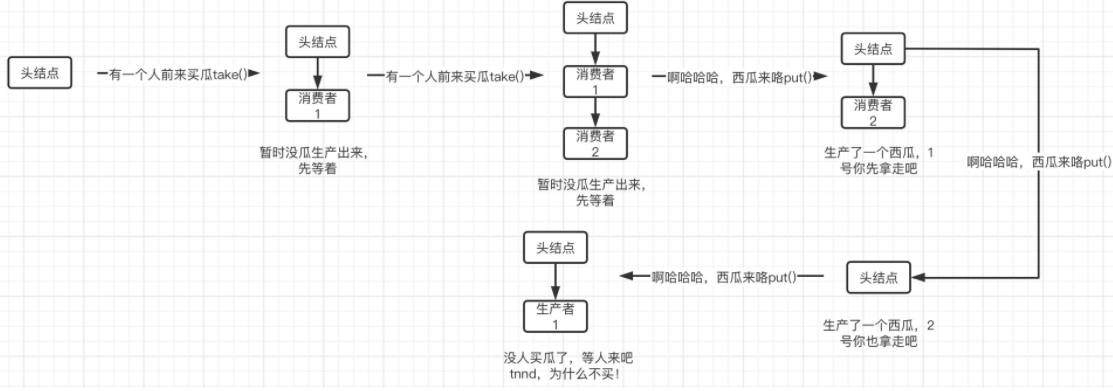 头结点
有一个人前来买瓜take()
头结点
消费者
1
暂时没瓜生产出来，
先等着
有一个人前来买瓜take()
头结点
消费者
1
消费者
2
暂时没瓜生产出来，
先等着
啊哈哈哈，西瓜来咯put()
头结点
消费者
2
生产了一个西瓜，1
号你先拿走吧
啊哈哈哈，西瓜来咯put()
头结点
生产了一个西瓜，2
号你也拿走吧
啊哈哈哈，西瓜来咯put()
头结点
生产者
1
没人买瓜了，等人来吧
tnnd，为什么不买！